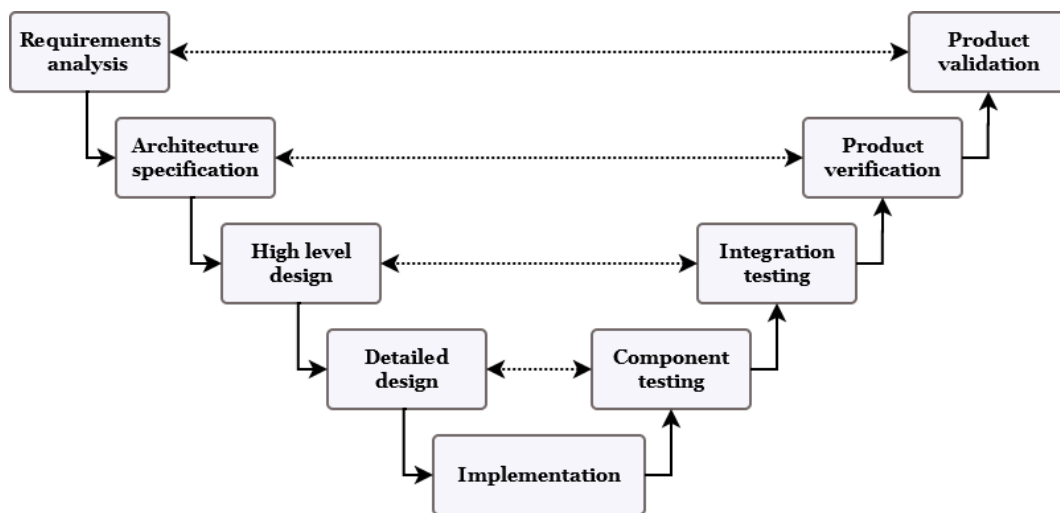 Requirements
analysis
Product
validation
Architecture
specification
Product
verification
High level
design
Integration
testing
Detailed
design
Component
testing
Implementation